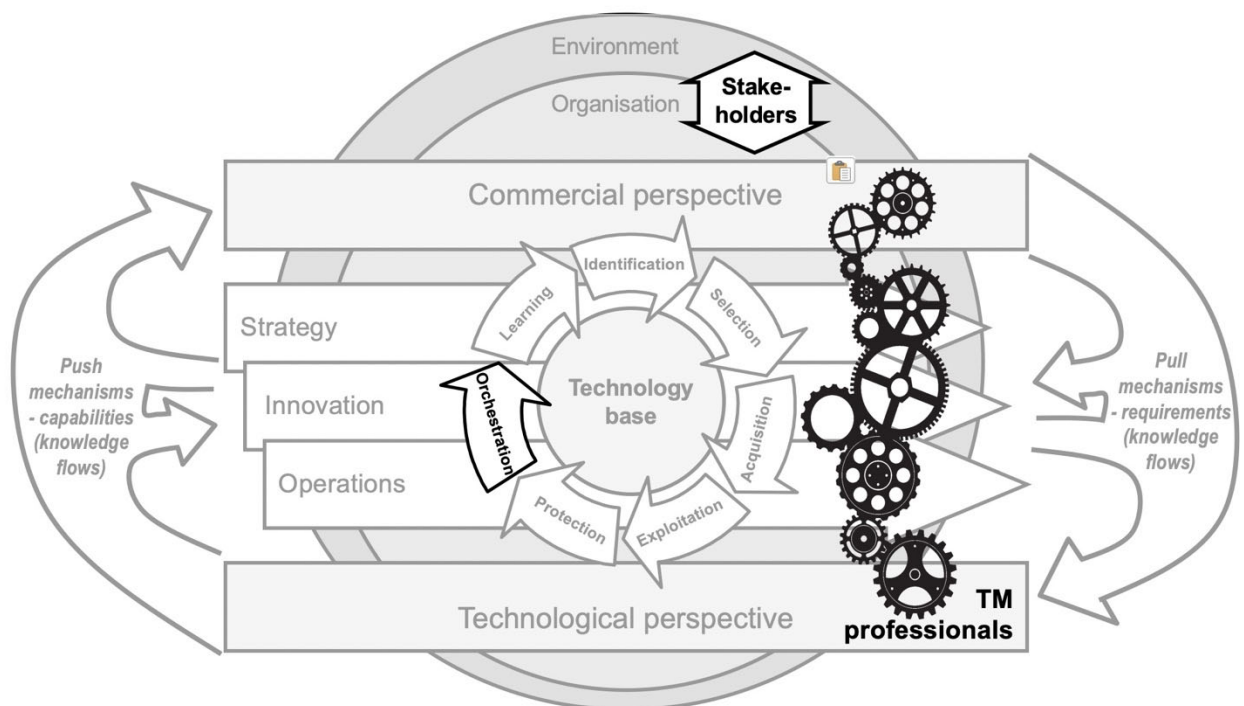 Environment
Organisation
Stake-
holders
Commercial perspective
Identification
Learning
Selection
Strategy
Push
mechanisms
- capabilities
(knowledge
flows)
Innovation
Orchestration
Technology
base
Acquisition
Pull
mechanisms
- requirements
(knowledge
flows)
Operations
Protection
Exploitation
Technological perspective
TM
professionals